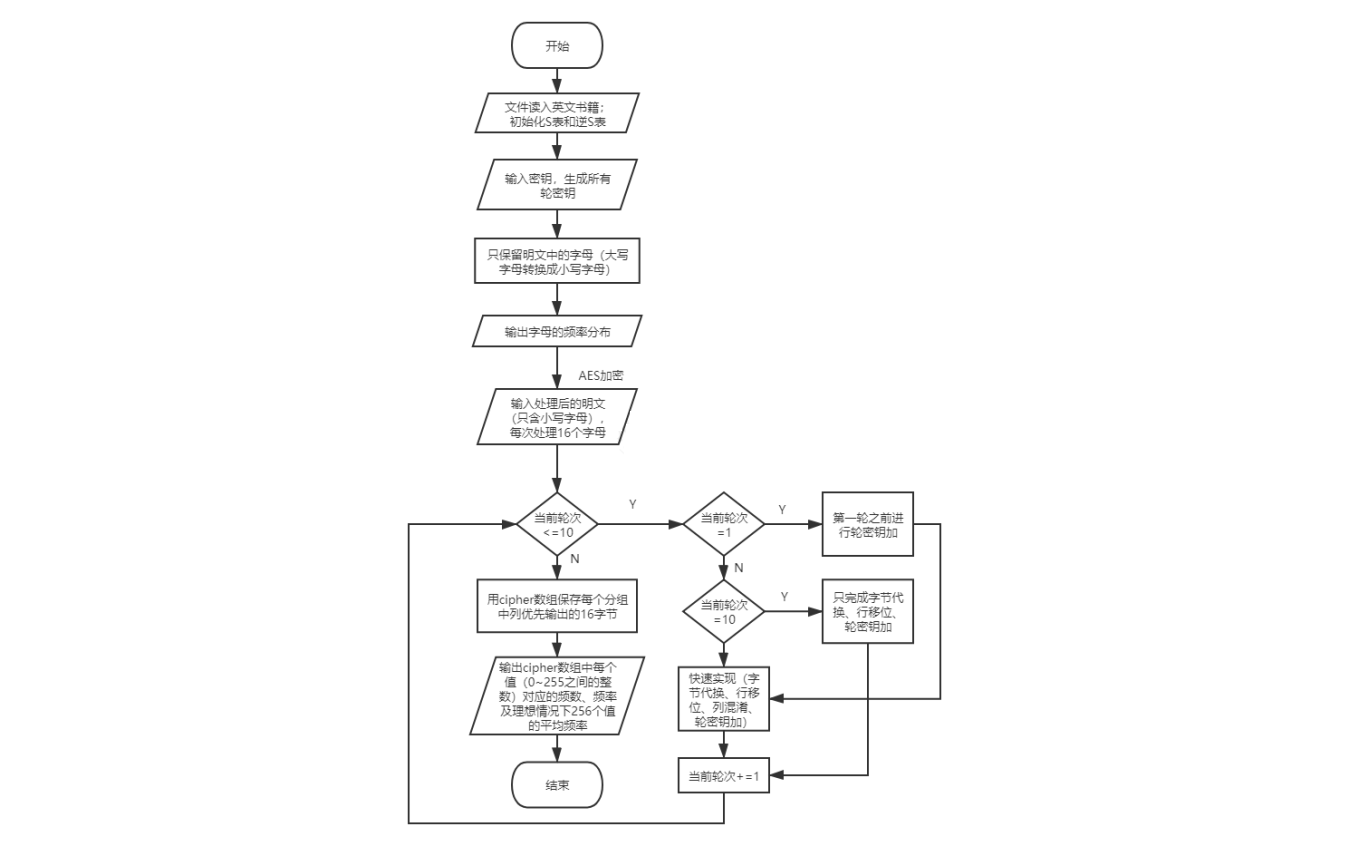 开始
文件读入英文书籍；
初始化S表和逆S表
输入密钥，生成所有
轮密钥
只保留明文中的字母（大写
字母转换成小写字母）
输出字母的频率分布
AES加密
输入处理后的明文
（只含小写字母），
每次处理16个字母
当前轮次
<=10
Y
当前轮次
=1
Y
第一轮之前进
行轮密钥加
N
N
用cipher数组保存每个分组
中列优先输出的16字节
当前轮次
=10
Y
只完成字节代
换、行移位、
轮密钥加
输出cipher数组中每个
值（0~255之间的整
数）对应的频数、频率
及理想情况下256个值
的平均频率
快速实现（字
节代换、行移
位、列混淆、
轮密钥加）
结束
当前轮次+=1